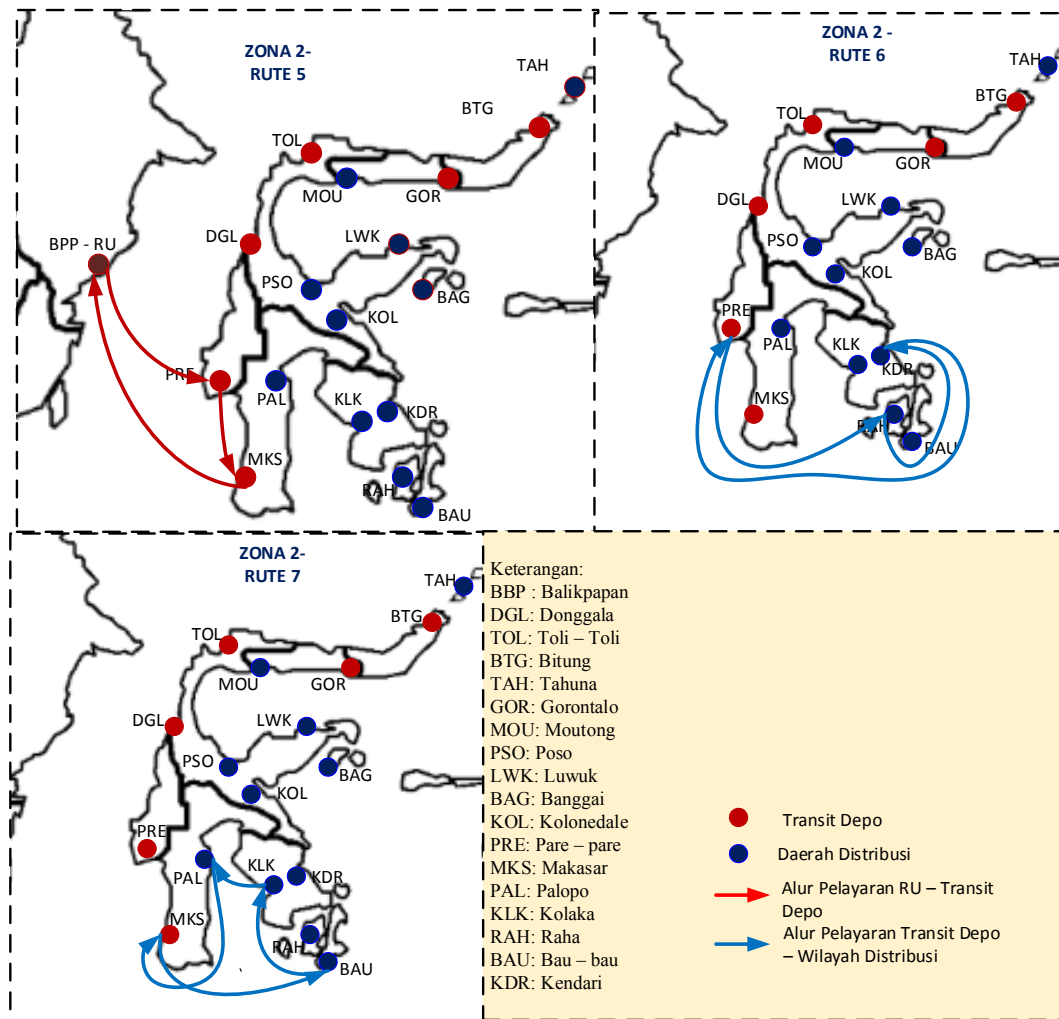 ZONA 2-
RUTE 5
TAH
BTG
TOL
MOU
GOR
DGL
LWK
BPP - RU
PSO
BAG
KOL
PRE
PAL
KLK
KDR
MKS
RAH
BAU
ZONA 2 -
RUTE 6
TAH
BTG
TOL
MOU
GOR
DGL
LWK
PSO
BAG
KOL
PRE
PAL
KLK
KDR
MKS
RAH
BAU
ZONA 2-
RUTE 7
TAH
BTG
TOL
MOU
GOR
DGL
LWK
PSO
BAG
KOL
PRE
PAL
KLK
KDR
MKS
RAH
BAU
Keterangan:
BBP : Balikpapan
DGL: Donggala
TOL: Toli – Toli
BTG: Bitung
TAH: Tahuna
GOR: Gorontalo
MOU: Moutong
PSO: Poso
LWK: Luwuk
BAG: Banggai
KOL: Kolonedale
PRE: Pare – pare
MKS: Makasar
PAL: Palopo
KLK: Kolaka
RAH: Raha
BAU: Bau – bau
KDR: Kendari
Transit Depo
Daerah Distribusi
Alur Pelayaran RU – Transit
Depo
Alur Pelayaran Transit Depo
– Wilayah Distribusi